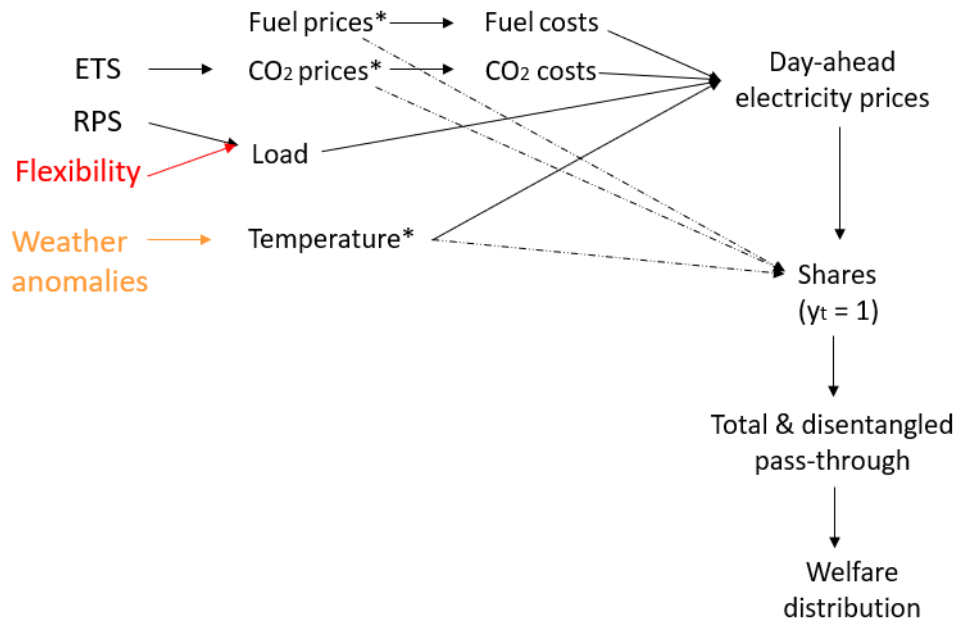 Fuel prices*
Fuel costs
ETS
CO₂ prices*
CO₂ costs
Day-ahead
electricity prices
RPS
Load
Flexibility
Weather
anomalies
Temperature*
Shares
(yt = 1)
Total & disentangled
pass-through
Welfare
distribution